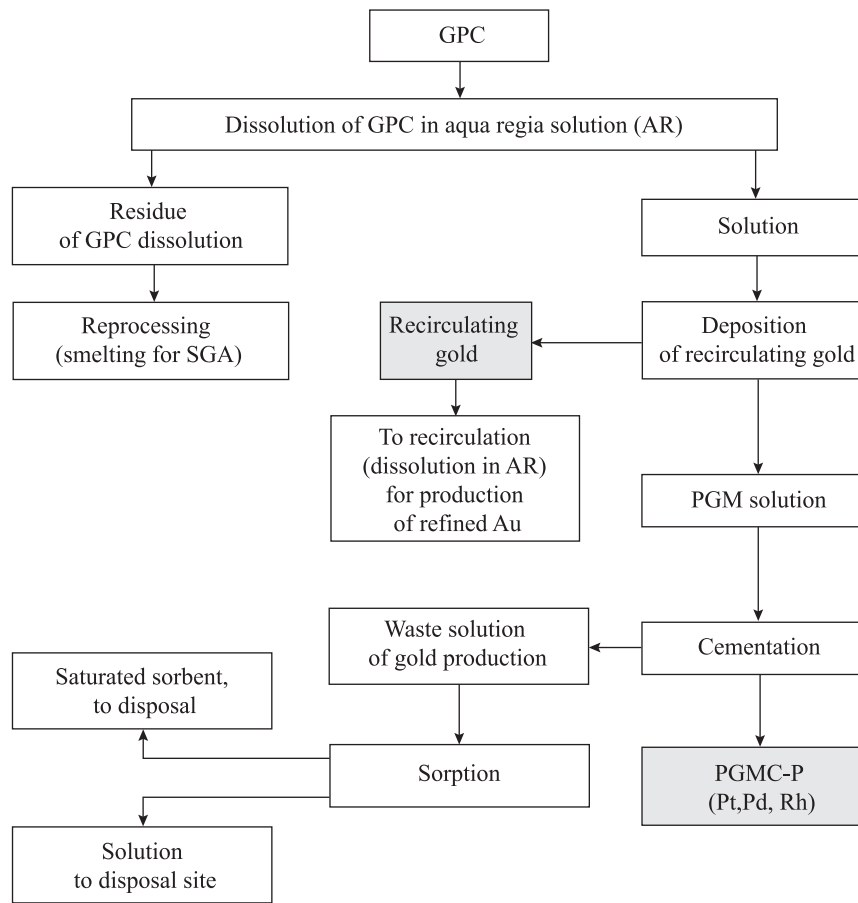 GPC
Dissolution of GPC in aqua regia solution (AR)
Residue
of GPC dissolution
Solution
Reprocessing
(smelting for SGA)
Recirculating
gold
Deposition
of recirculating gold
To recirculation
(dissolution in AR)
for production
of refined Au
PGM solution
Waste solution
of gold production
Cementation
Saturated sorbent,
to disposal
Sorption
PGMC-P
(Pt,Pd, Rh)
Solution
to disposal site